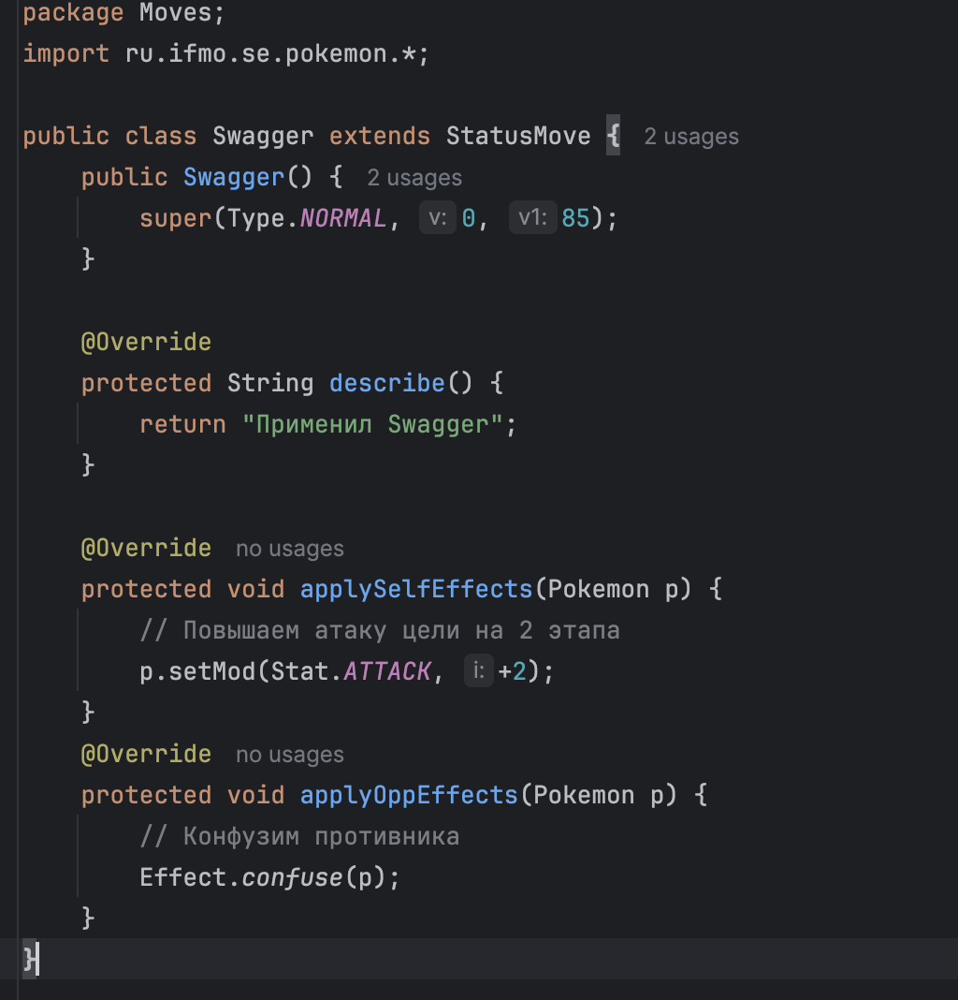 package Moves;
import ru.ifmo.se.pokemon.*;
public class Swagger extends StatusMove { 2 usages
public Swagger() { 2 usages
super(Type.NORMAL, v: 0, v1: 85);
}
@Override
protected String describe() {
return "Применил Swagger";
}
@Override no usages
protected void applySelfEffects(Pokemon p) {
// Повышаем атаку цели на 2 этапа
p.setMod(Stat.ATTACK, i: +2);
}
@Override no usages
protected void applyOppEffects(Pokemon p) {
// Конфузим противника
Effect.confuse(p);
}
}